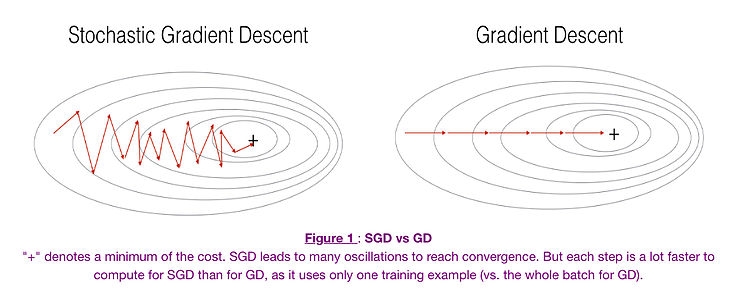 Stochastic Gradient Descent
Gradient Descent
+
+
Figure 1 : SGD vs GD
"+" denotes a minimum of the cost. SGD leads to many oscillations to reach convergence. But each step is a lot faster to
compute for SGD than for GD, as it uses only one training example (vs. the whole batch for GD).